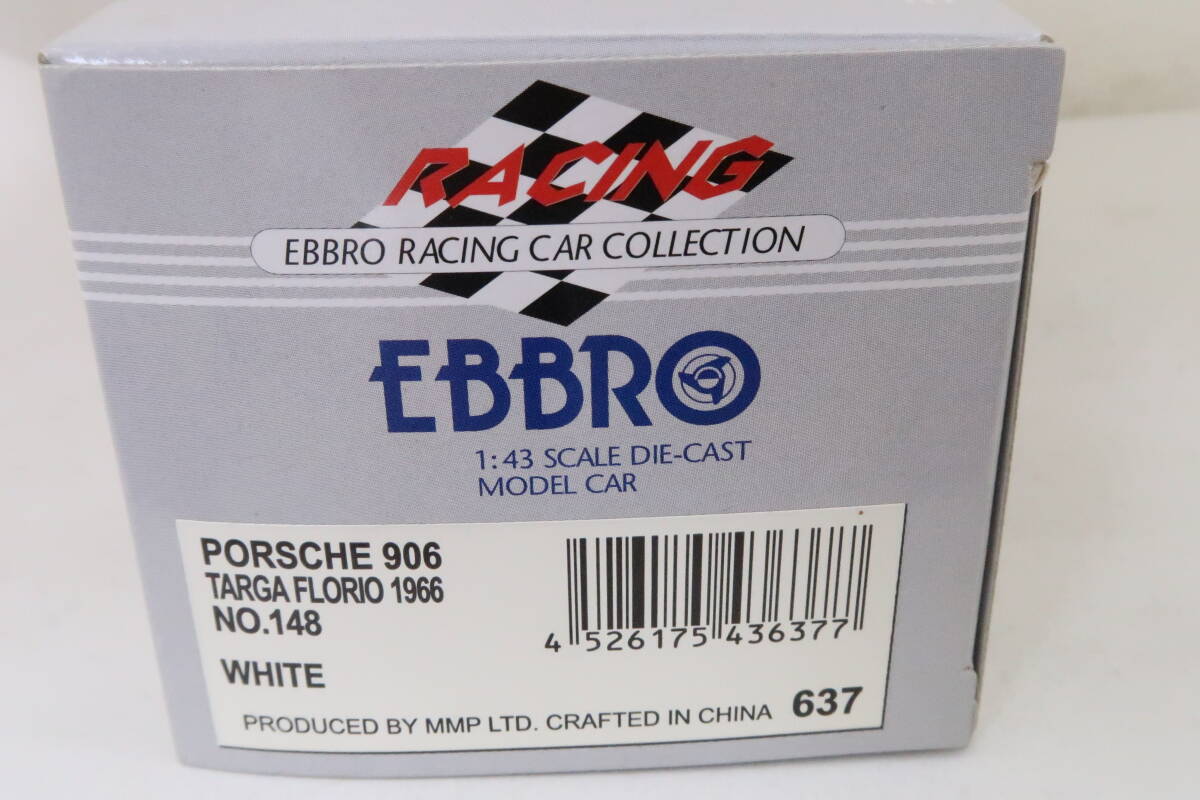 RACING
EBBRO RACING CAR COLLECTION
EBBRO
1:43 SCALE DIE-CAST
MODEL CAR
PORSCHE 906
TARGA FLORIO 1966
NO.148
WHITE
4 526175 436377
PRODUCED BY MMP LTD. CRAFTED IN CHINA 637